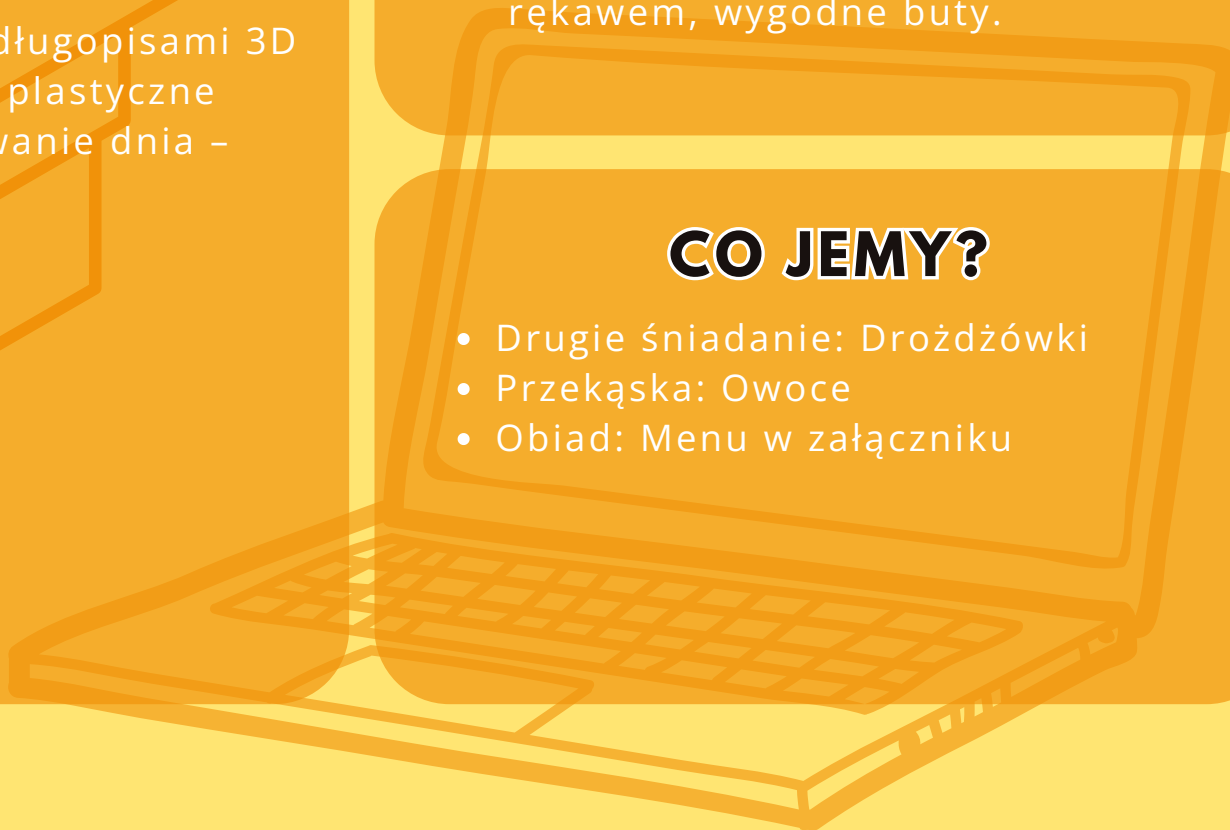 długopisami 3D
plastyczne
wanie dnia –
rękawem, wygodne buty.
CO JEMY?
• Drugie śniadanie: Drożdżówki
• Przekąska: Owoce
• Obiad: Menu w załączniku